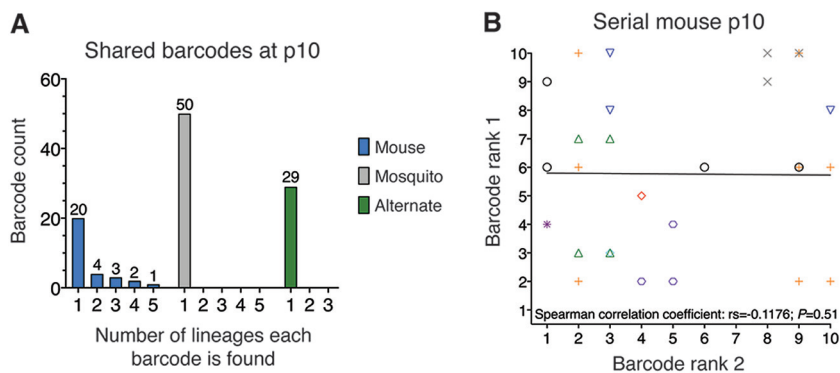 A
Shared barcodes at p10
Barcode count
60
40
20
0
20
4
3
2
1
50
29
1 2 3 4 5 1 2 3 4 5 1 2 3
Number of lineages each
barcode is found
Mouse
Mosquito
Alternate
B
Serial mouse p10
Barcode rank 1
10
9
8
7
6
5
4
3
2
1
Spearman correlation coefficient: rs=-0.1176; P=0.51
1 2 3 4 5 6 7 8 9 10
Barcode rank 2